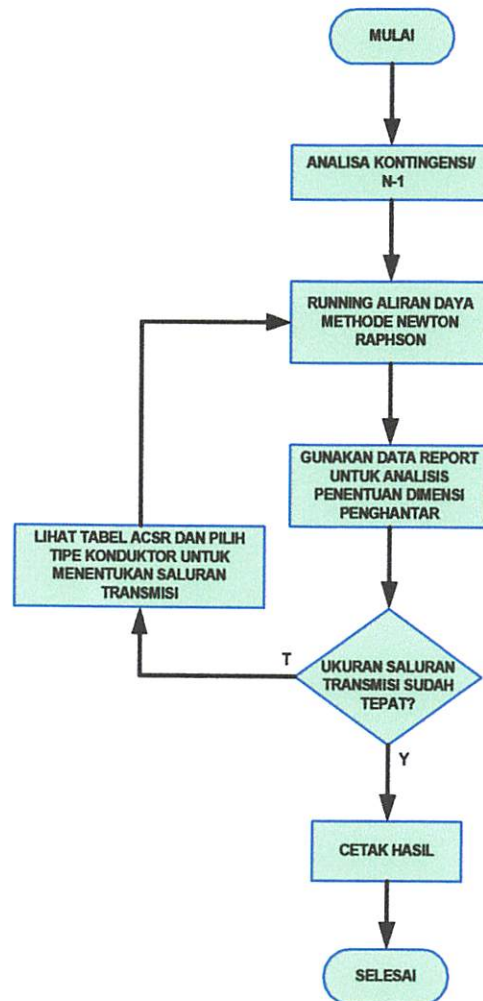 MULAI
ANALISA KONTINGENSI/
N-1
RUNNING ALIRAN DAYA
METHODE NEWTON
RAPHSON
GUNAKAN DATA REPORT
UNTUK ANALISIS
PENENTUAN DIMENSI
PENGHANTAR
LIHAT TABEL ACSR DAN PILIH
TIPE KONDUKTOR UNTUK
MENENTUKAN SALURAN
TRANSMISI
T
UKURAN SALURAN
TRANSMISI SUDAH
TEPAT?
Y
CETAK HASIL
SELESAI